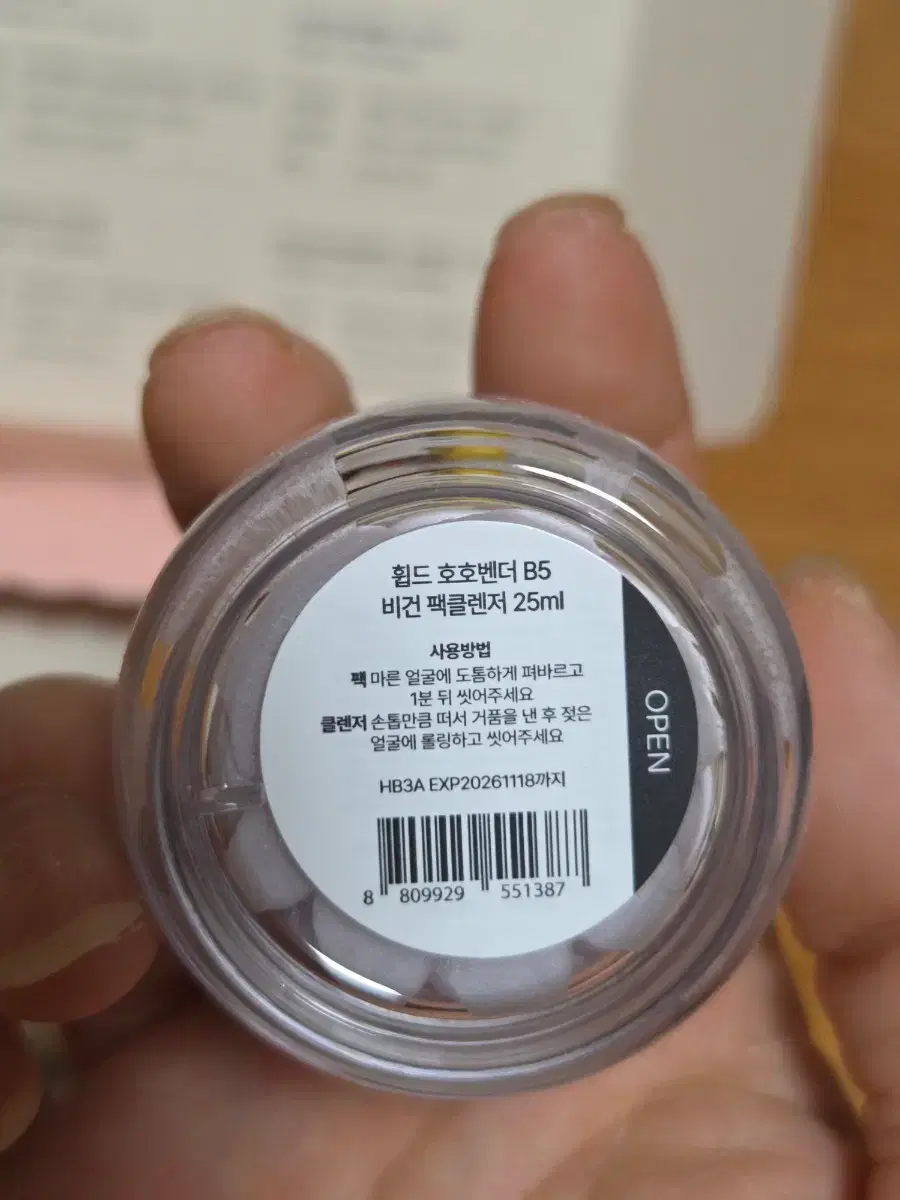 휩드 호호벤더 B5
비건 팩클렌저 25ml
사용방법
팩 마른 얼굴에 도톰하게 펴바르고
1분 뒤 씻어주세요
클렌저 손톱만큼 떠서 거품을 낸 후 젖은
얼굴에 롤링하고 씻어주세요
HB3A EXP20261118까지
8 809929 551387
OPEN